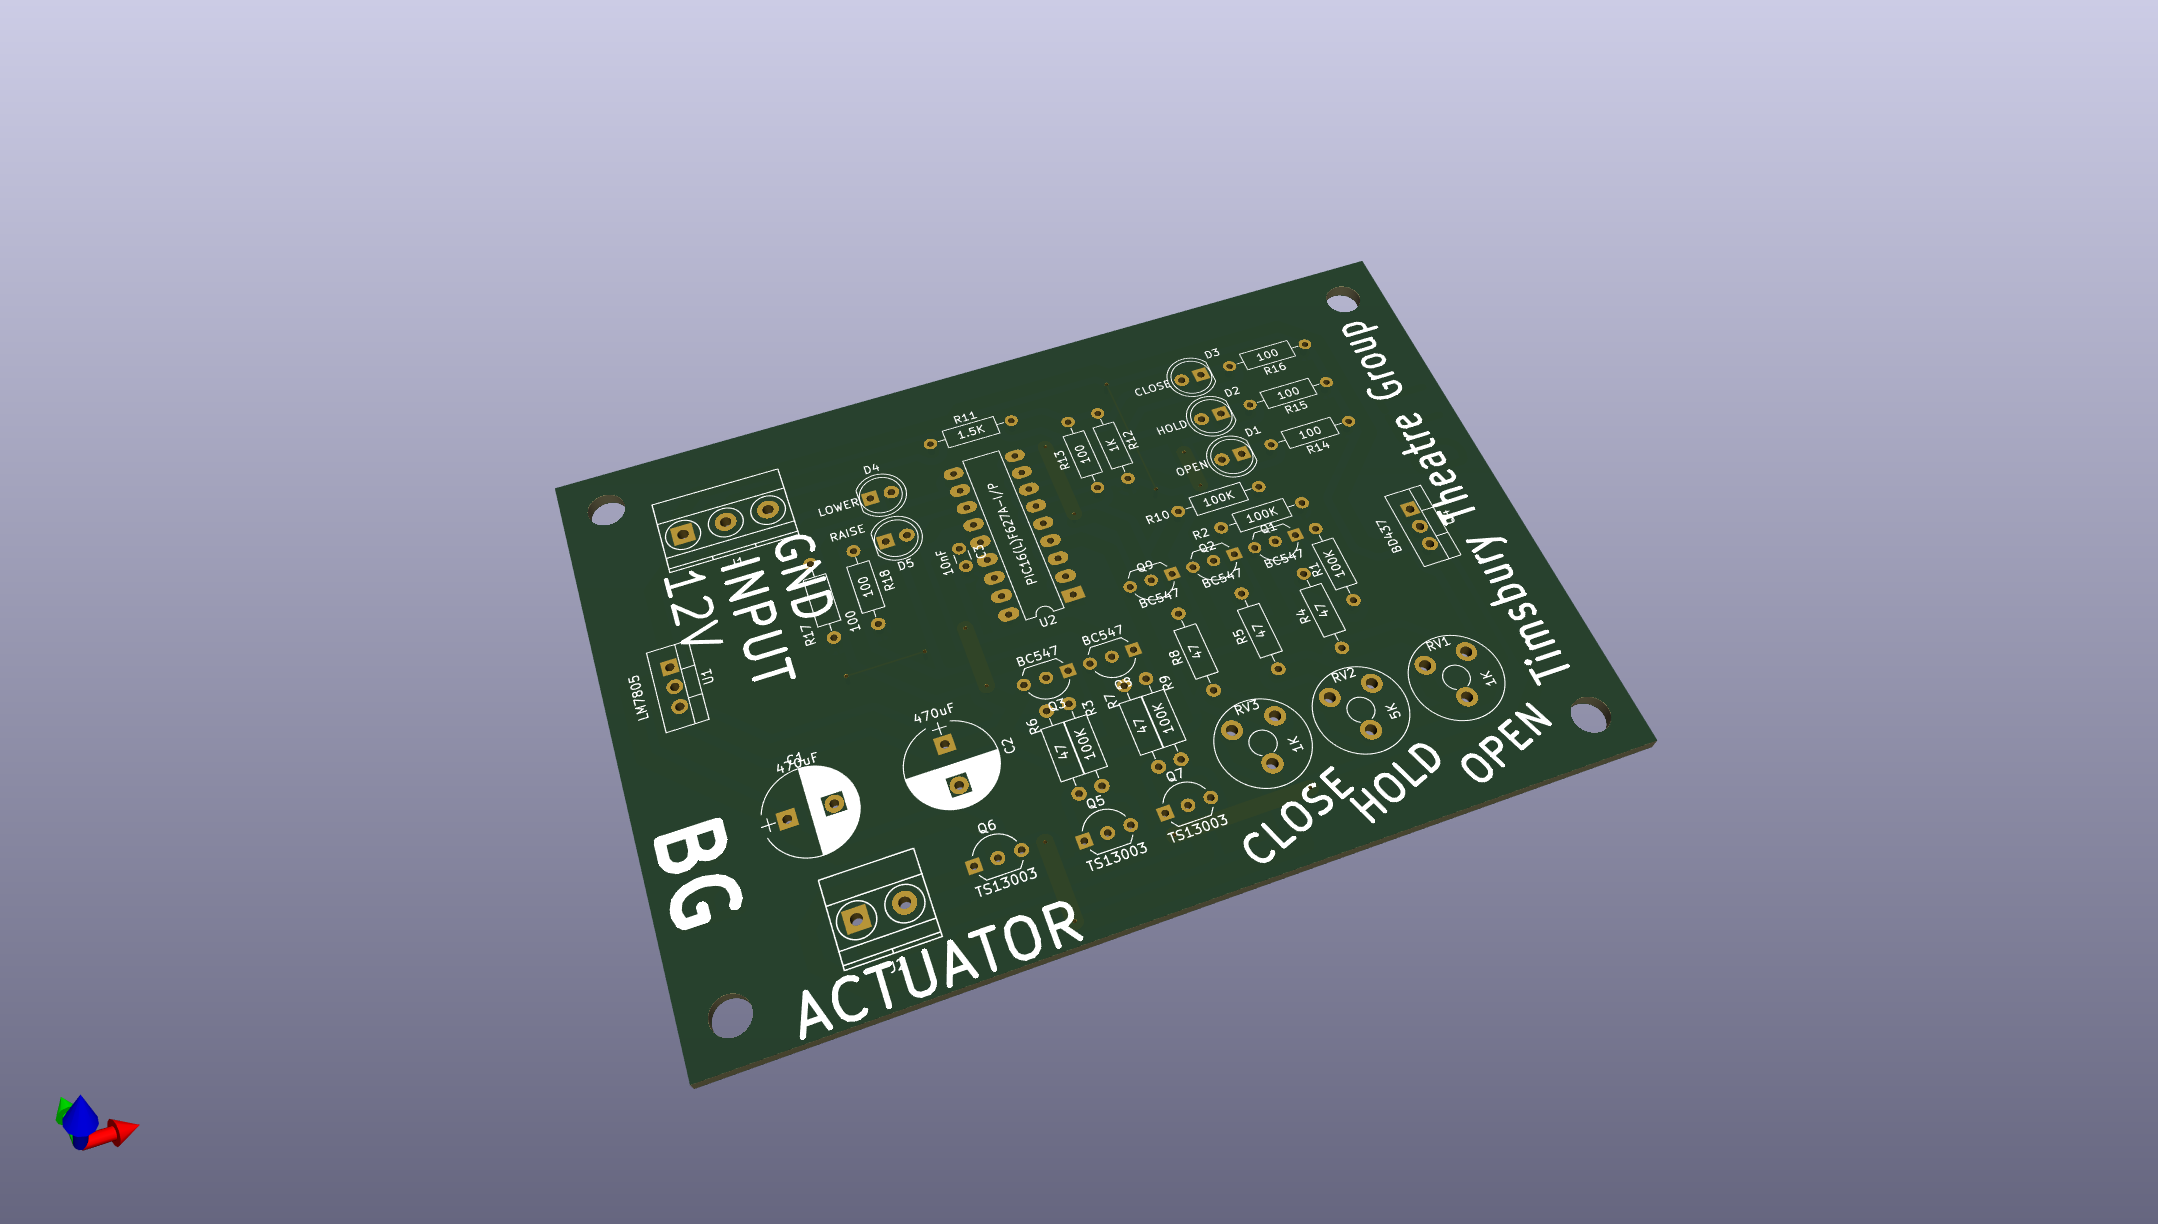 D3
100
R16
CLOSE
D2
100
R15
HOLD
D1
100
R14
OPEN
Timsbury Theatre Group
R11
1.5K
R13
100
1K
R12
D4
LOWER
RAISE
D5
R10
100K
R2
100K
Q1
BC547
Q2
BC547
Q9
BC547
R1
100K
BD437
PIC16(L)F627A-I/P
U2
10nF
C3
12V
INPUT
GND
R17
100
100
R18
LM7805
U1
R4
47
R5
47
R8
47
BC547
BC547
Q3
R6
47
100K
R3
R7
47
100K
R9
RV1
1K
RV2
5K
RV3
1K
OPEN
HOLD
CLOSE
470uF
C2
C1
470uF
Q7
TS13003
Q5
TS13003
Q6
TS13003
BG
ACTUATOR